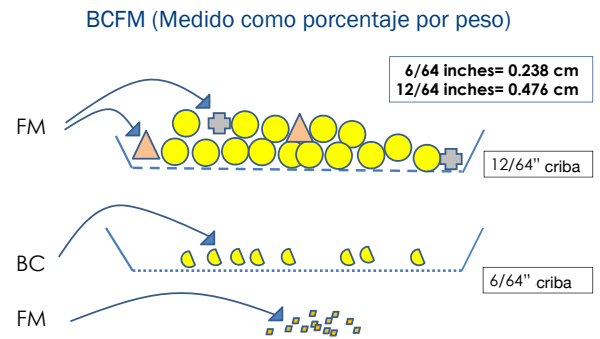 BCFM (Medido como porcentaje por peso)
6/64 inches= 0.238 cm
12/64 inches= 0.476 cm
FM
12/64” criba
BC
6/64” criba
FM